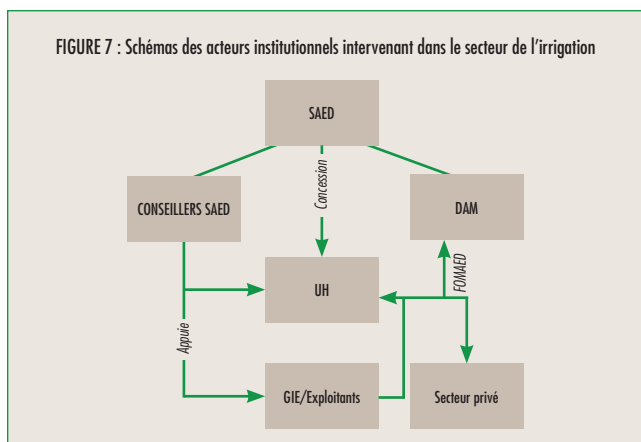 FIGURE 7 : Schémas des acteurs institutionnels intervenant dans le secteur de l'irrigation
SAED
Concession
CONSEILLERS SAED
DAM
FOMAED
UH
Appuie
GIE/Exploitants
Secteur privé